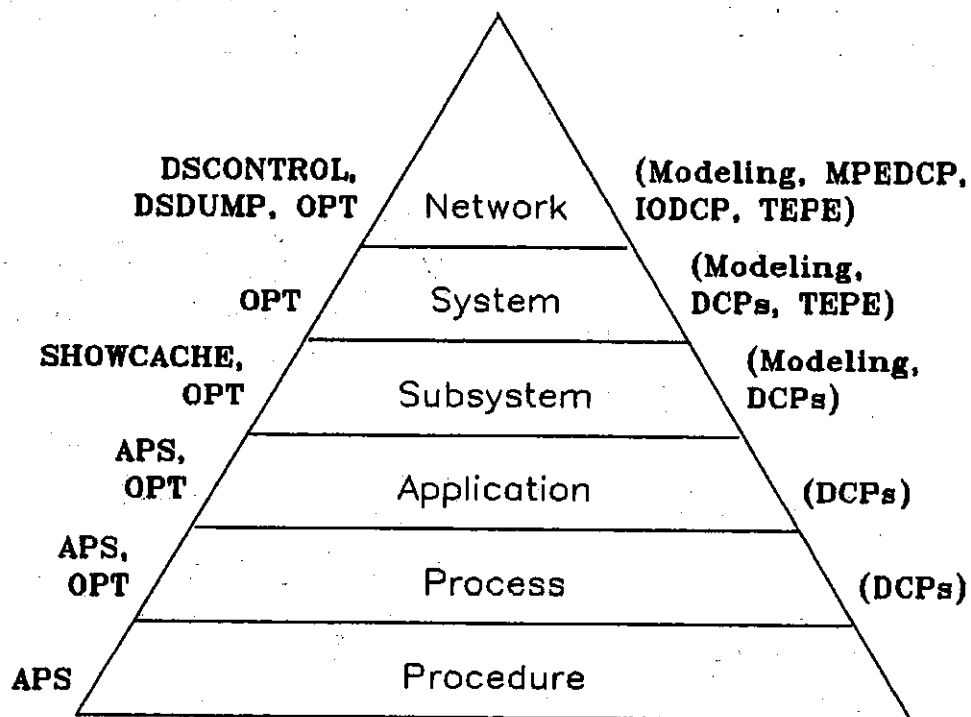 DSCONTROL,
DSDUMP, OPT
Network
(Modeling, MPEDCP,
IODCP, TEPE)
OPT
System
(Modeling,
DCPs, TEPE)
SHOWCACHE,
OPT
Subsystem
(Modeling,
DCPs)
APS,
OPT
Application
(DCPs)
APS,
OPT
Process
(DCPs)
APS
Procedure